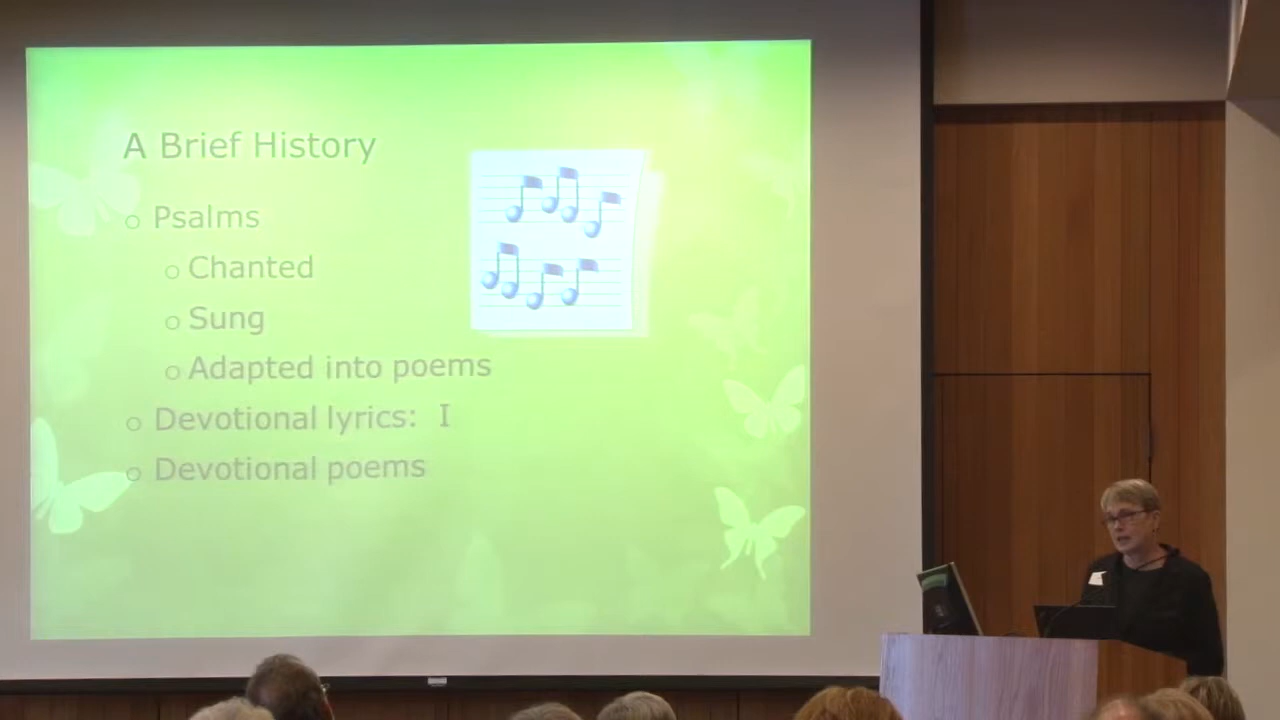 A Brief History
Psalms
Chanted
Sung
Adapted into poems
Devotional lyrics: I
Devotional poems